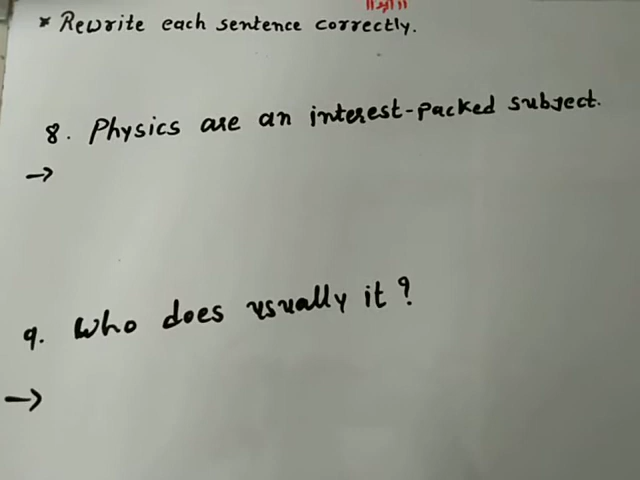 * Rewrite each sentence correctly.
8. Physics are an interest-packed subject.
→
9. Who does usually it?
→